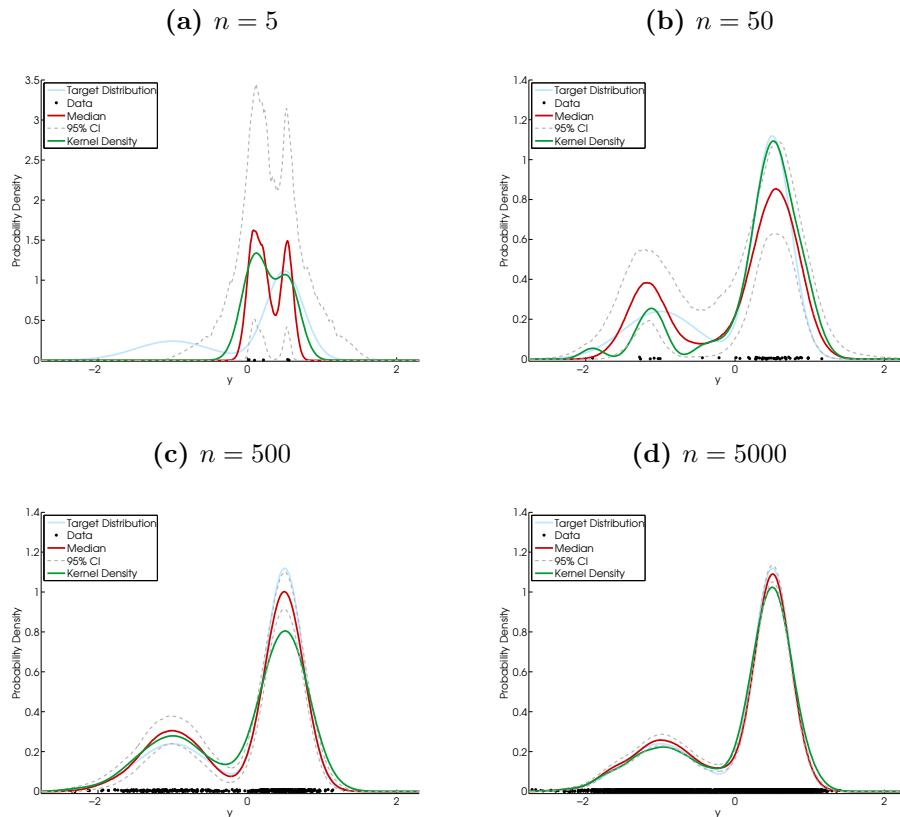 (a) n = 5
(b) n = 50
3.5
3
2.5
2
1.5
1
0.5
0
Probability Density
Target Distribution
Data
Median
95% CI
Kernel Density
−2
0
2
y
1.4
1.2
1
0.8
0.6
0.4
0.2
0
Probability Density
Target Distribution
Data
Median
95% CI
Kernel Density
−2
0
2
y
(c) n = 500
(d) n = 5000
1.4
1.2
1
0.8
0.6
0.4
0.2
0
Probability Density
Target Distribution
Data
Median
95% CI
Kernel Density
−2
0
2
y
1.4
1.2
1
0.8
0.6
0.4
0.2
0
Probability Density
Target Distribution
Data
Median
95% CI
Kernel Density
−2
0
2
y